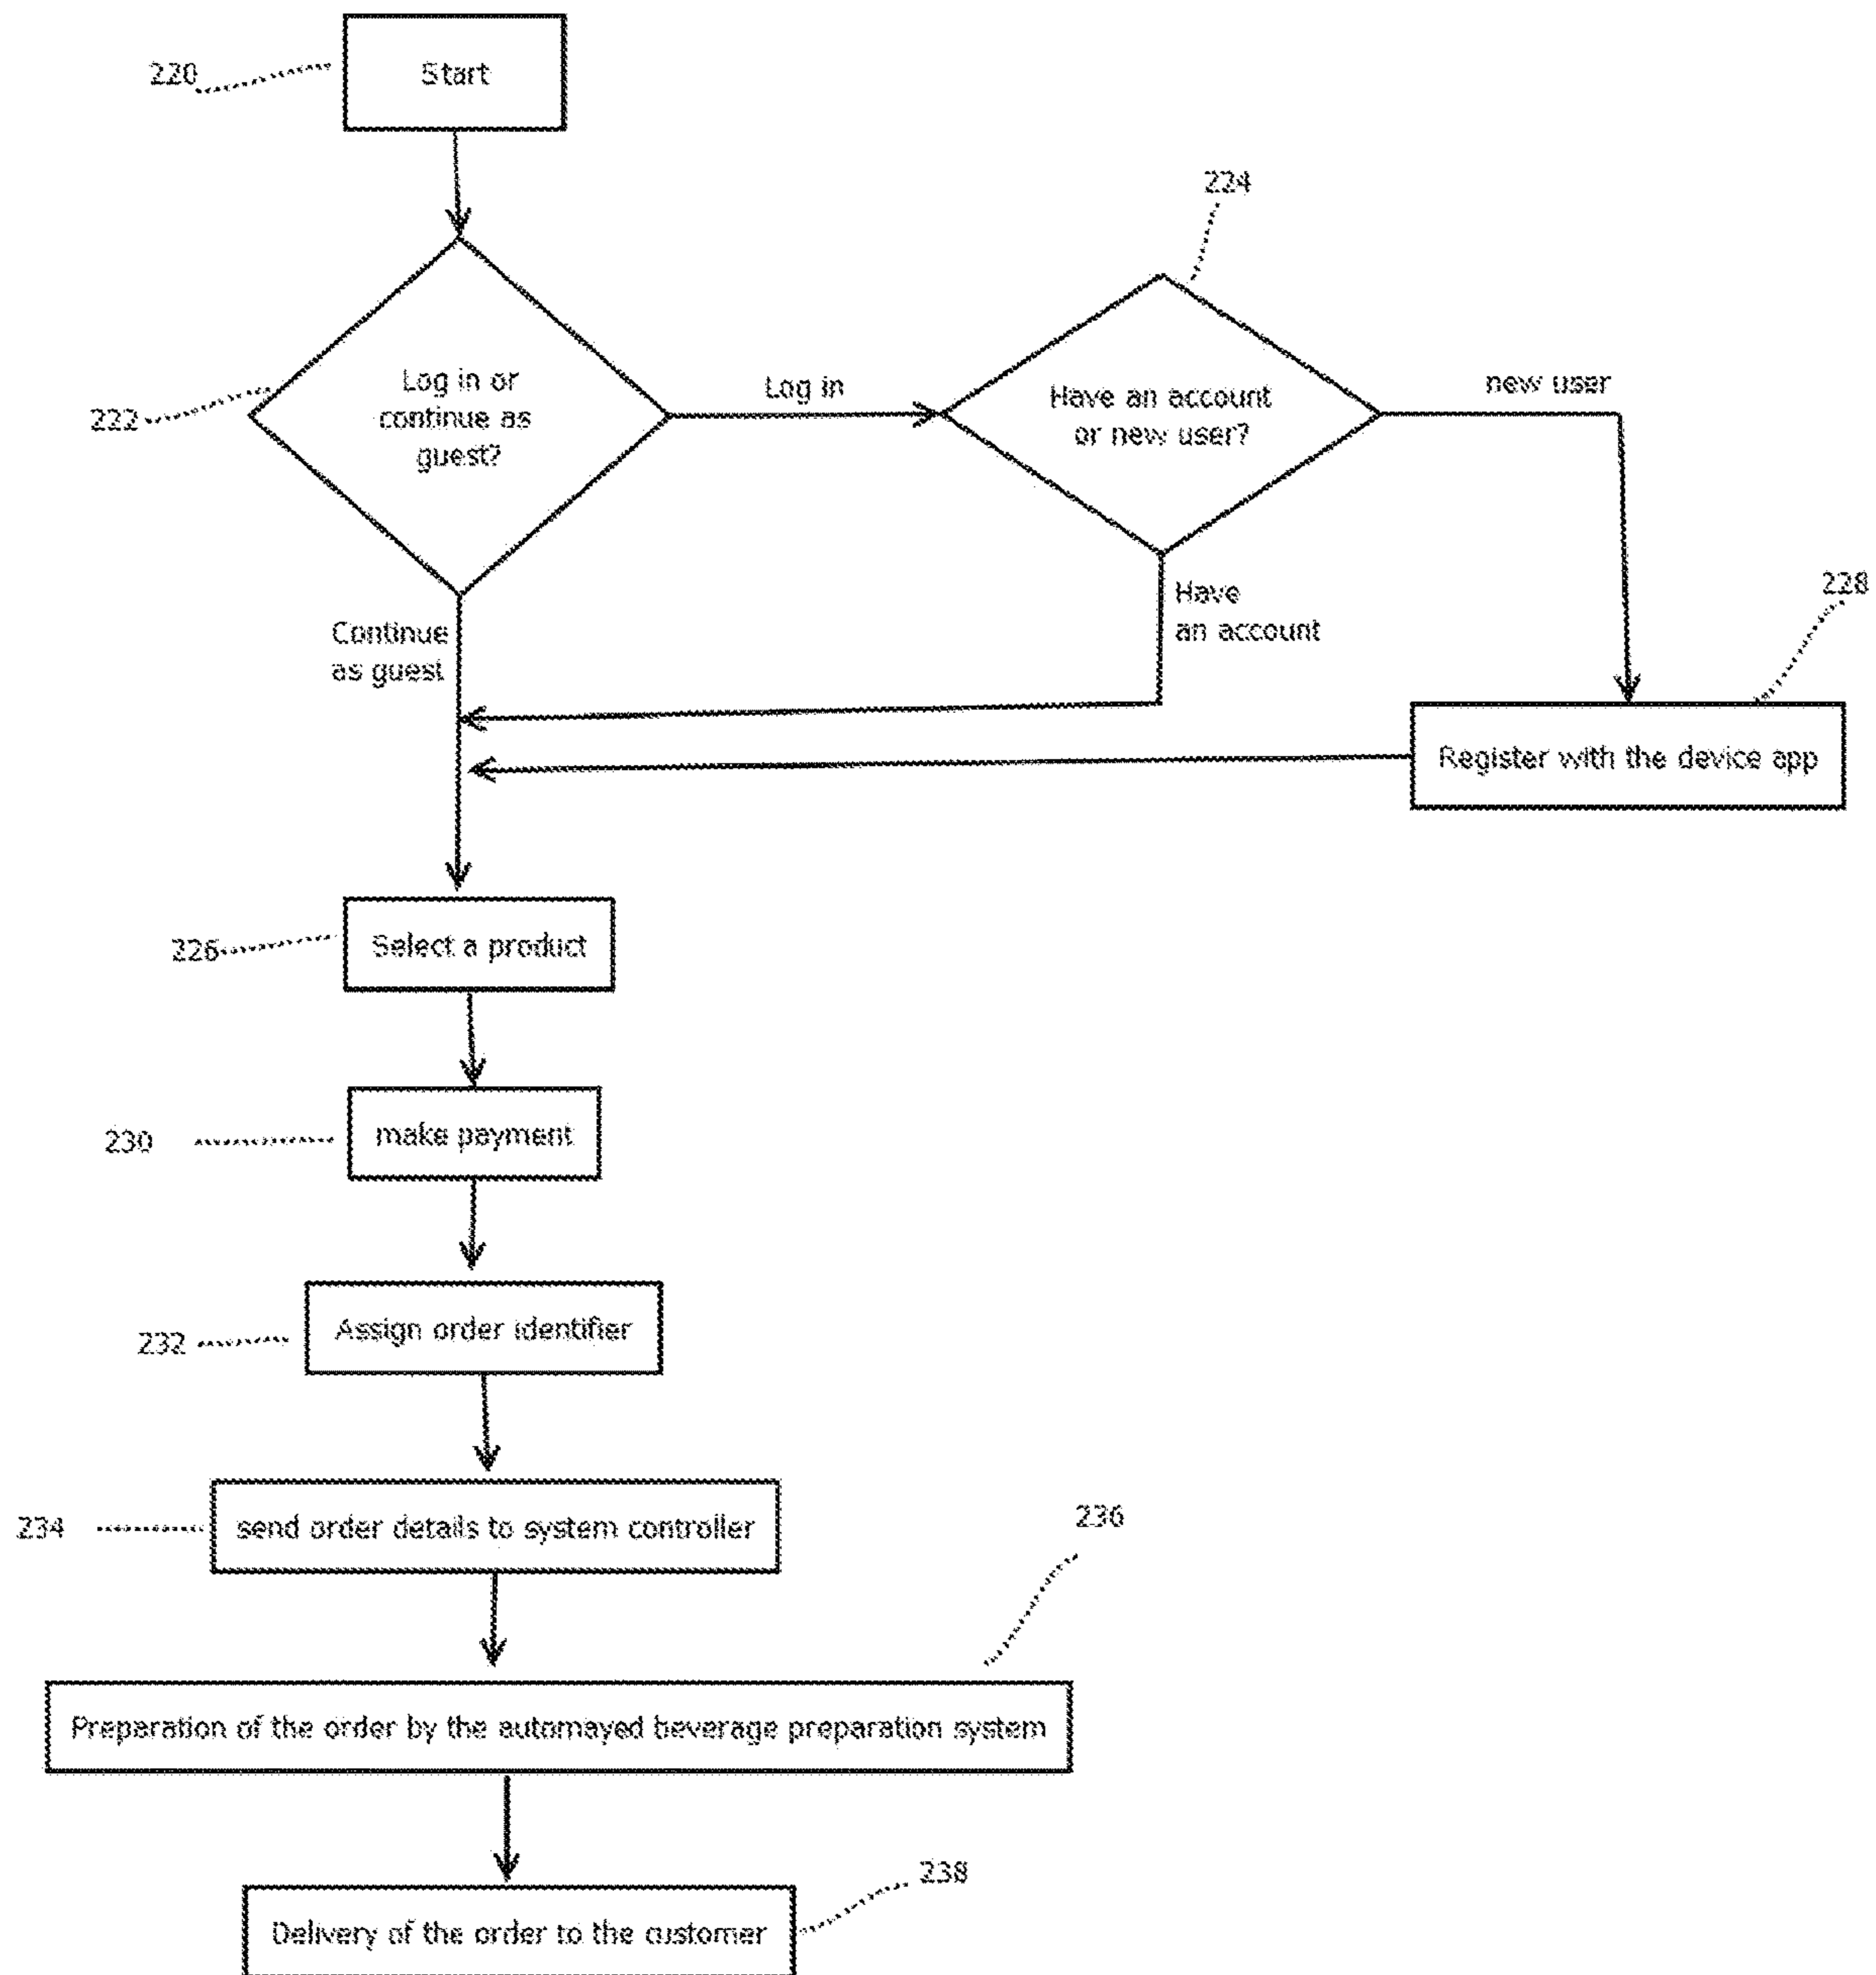 220
Start
224
222
Log in or
continue as
guest?
Log in
Have an account
or new user?
new user
Continue
as guest
Have
an account
228
Register with the device app
226
Select a product
230
make payment
232
Assign order identifier
234
send order details to system controller
236
Preparation of the order by the automayed beverage preparation system
238
Delivery of the order to the customer